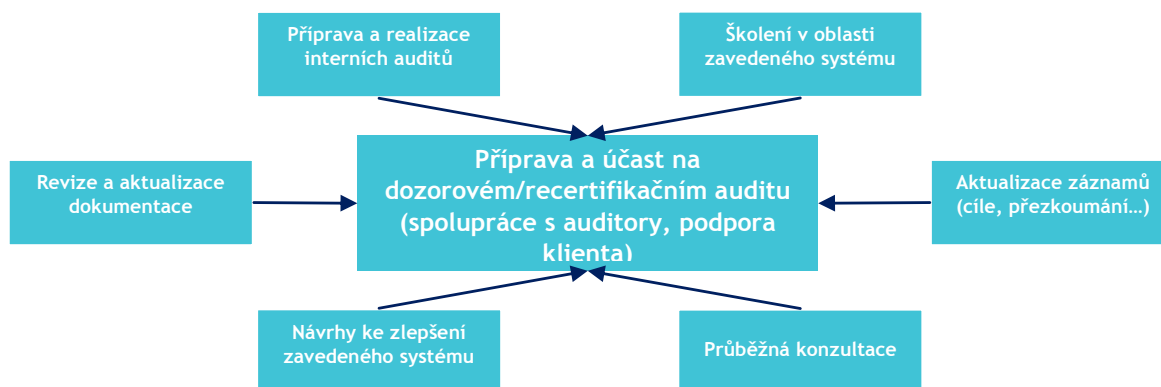 Příprava a realizace
interních auditů
Školení v oblasti
zavedeného systému
Revize a aktualizace
dokumentace
Příprava a účast na
dozorovém/recertifikačním auditu
(spolupráce s auditory, podpora
klienta)
Aktualizace záznamů
(cíle, přezkoumání…)
Návrhy ke zlepšení
zavedeného systému
Průběžná konzultace